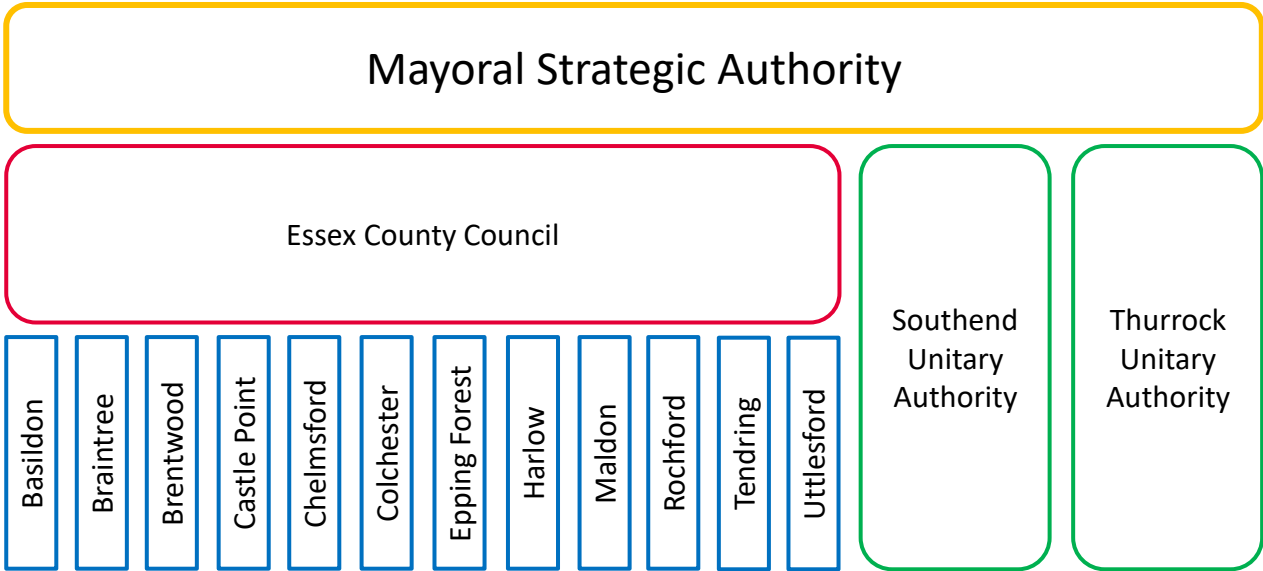 Mayoral Strategic Authority
Essex County Council
Southend
Unitary
Authority
Thurrock
Unitary
Authority
Basildon
Braintree
Brentwood
Castle Point
Chelmsford
Colchester
Epping Forest
Harlow
Maldon
Rochford
Tendring
Uttlesford